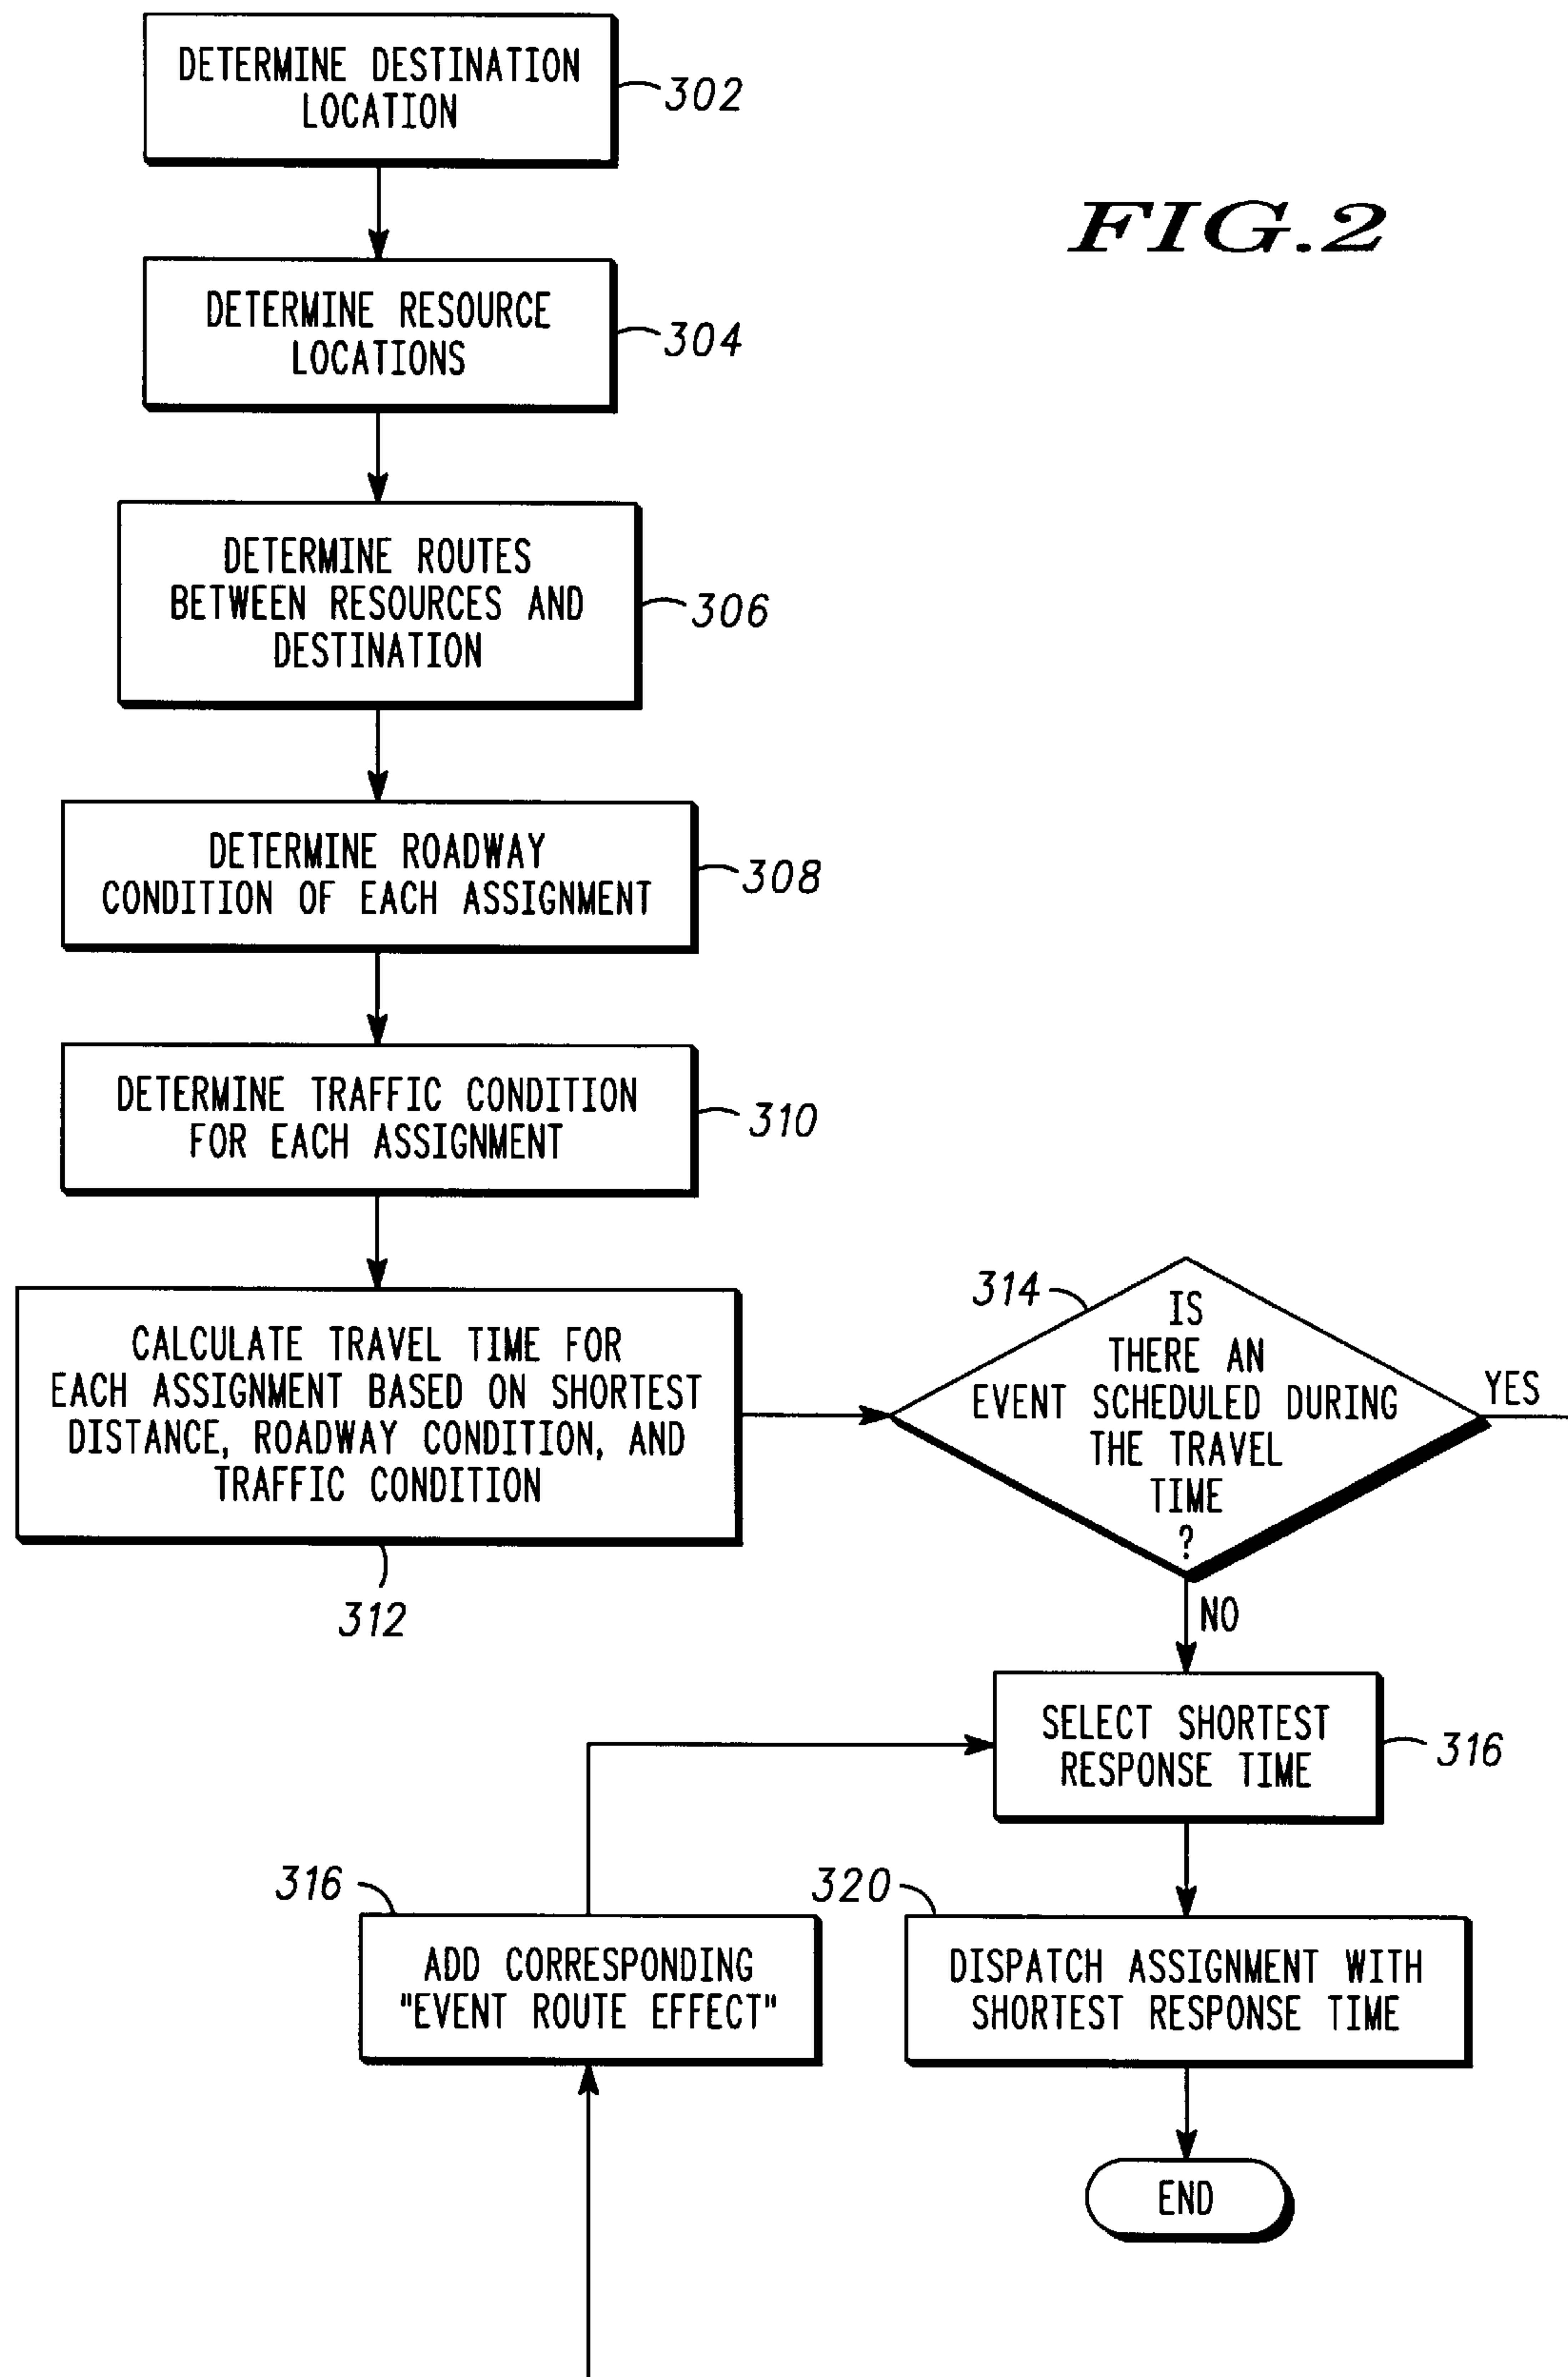 DETERMINE DESTINATION
LOCATION
302
FIG.2
DETERMINE RESOURCE
LOCATIONS
304
DETERMINE ROUTES
BETWEEN RESOURCES AND
DESTINATION
306
DETERMINE ROADWAY
CONDITION OF EACH ASSIGNMENT
308
DETERMINE TRAFFIC CONDITION
FOR EACH ASSIGNMENT
310
CALCULATE TRAVEL TIME FOR
EACH ASSIGNMENT BASED ON SHORTEST
DISTANCE, ROADWAY CONDITION, AND
TRAFFIC CONDITION
312
314
IS
THERE AN
EVENT SCHEDULED DURING
THE TRAVEL
TIME
?
YES
NO
SELECT SHORTEST
RESPONSE TIME
316
316
ADD CORRESPONDING
"EVENT ROUTE EFFECT"
320
DISPATCH ASSIGNMENT WITH
SHORTEST RESPONSE TIME
END